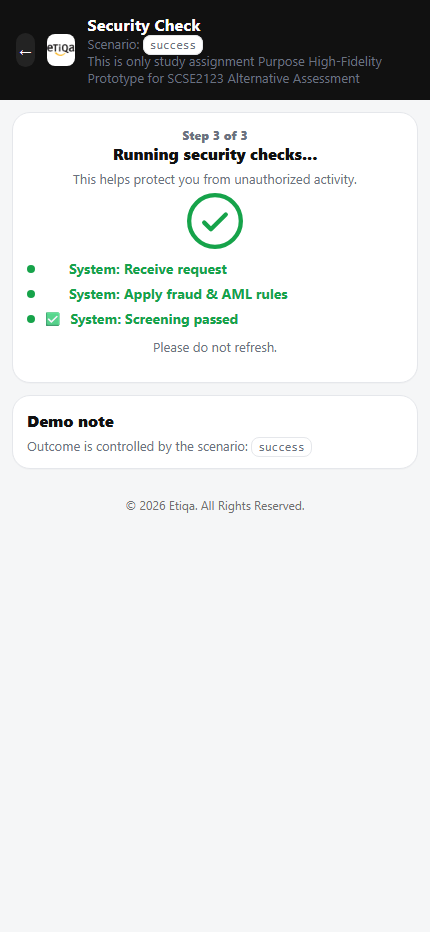 Security Check
Scenario: success
This is only study assignment Purpose High-Fidelity
Prototype for SCSE2123 Alternative Assessment
←
etiqa
Step 3 of 3
Running security checks...
This helps protect you from unauthorized activity.
System: Receive request
System: Apply fraud & AML rules
✅ System: Screening passed
Please do not refresh.
Demo note
Outcome is controlled by the scenario: success
© 2026 Etiqa. All Rights Reserved.